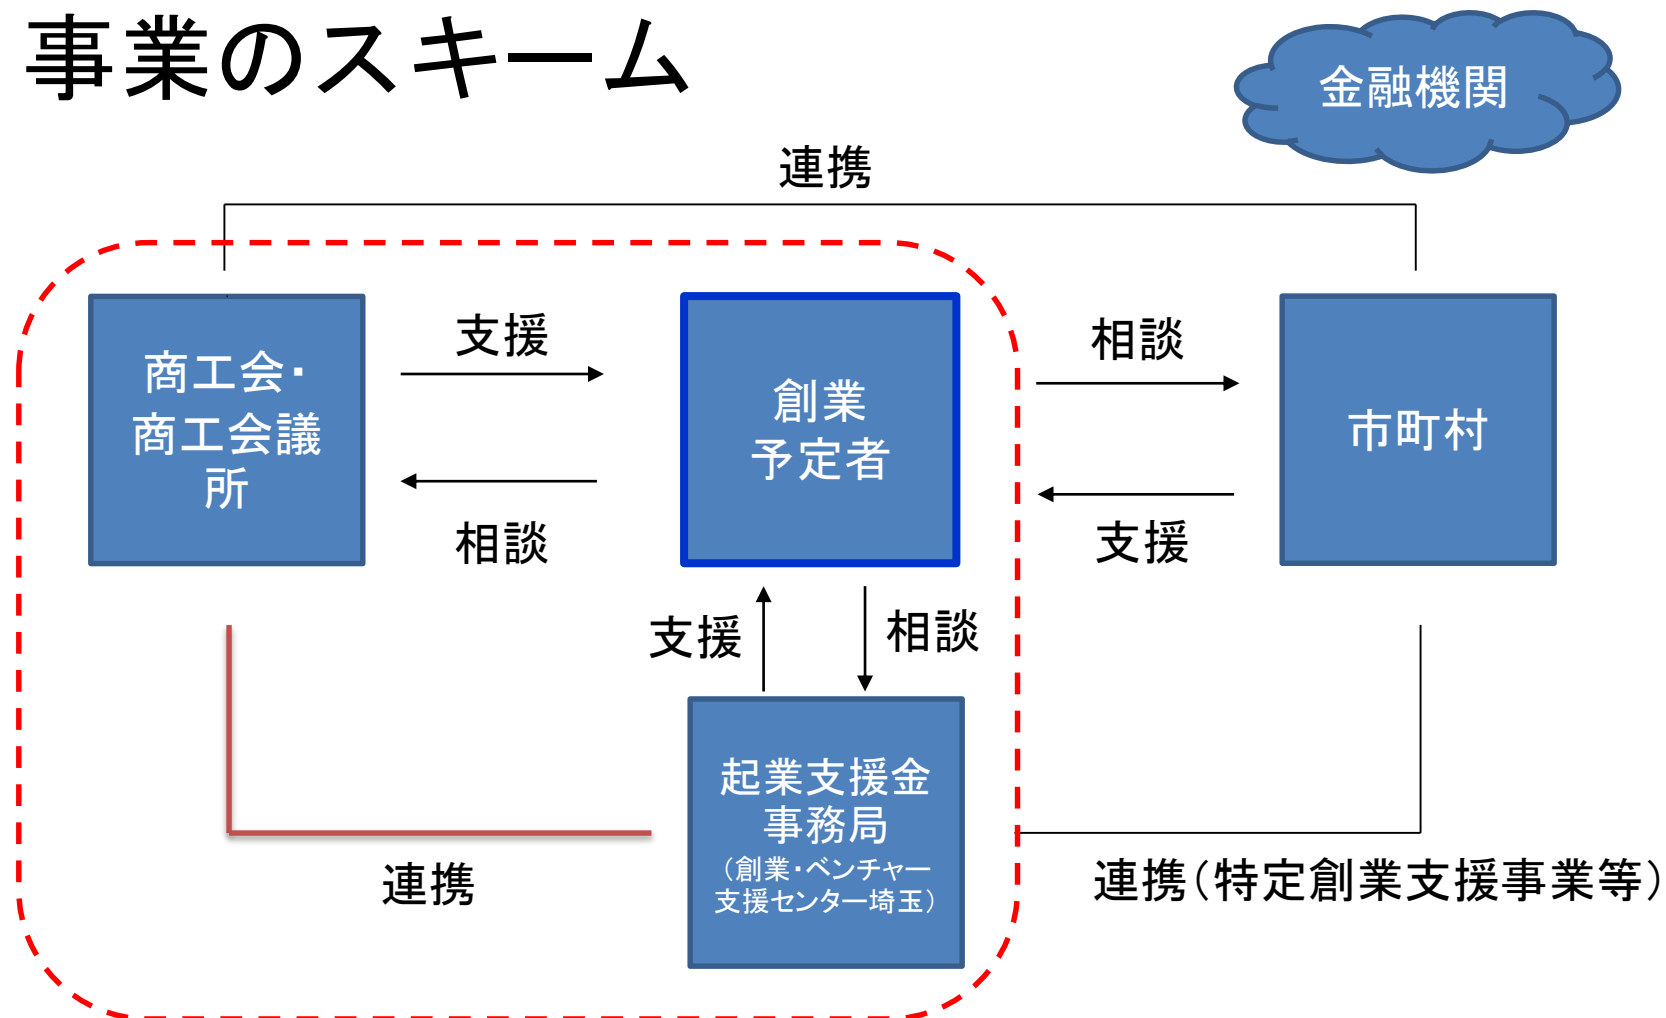 事業のスキーム
金融機関
連携
商工会・
商工会議
所
支援
相談
創業
予定者
相談
支援
市町村
支援
相談
起業支援金
事務局
（創業・ベンチャー
支援センター埼玉）
連携
連携（特定創業支援事業等）